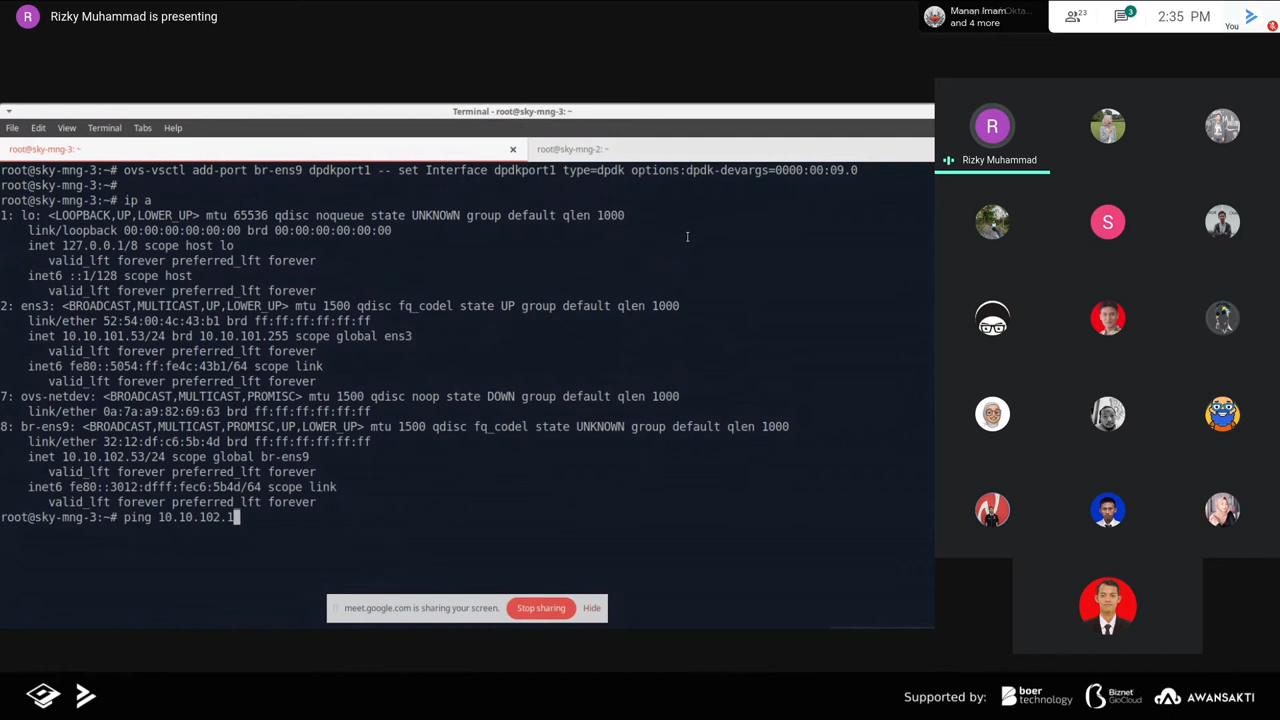 R Rizky Muhammad is presenting
Manan Imam Okta...
and 4 more
23
3
2:35 PM
You
Terminal - root@sky-mng-3: ~
File Edit View Terminal Tabs Help
root@sky-mng-3: ~
root@sky-mng-2: ~
root@sky-mng-3:~# ovs-vsctl add-port br-ens9 dpdkport1 -- set Interface dpdkport1 type=dpdk options:dpdk-devargs=0000:00:09.0
root@sky-mng-3:~#
root@sky-mng-3:~# ip a
1: lo: <LOOPBACK,UP,LOWER_UP> mtu 65536 qdisc noqueue state UNKNOWN group default qlen 1000
link/loopback 00:00:00:00:00:00 brd 00:00:00:00:00:00
inet 127.0.0.1/8 scope host lo
valid_lft forever preferred_lft forever
inet6 ::1/128 scope host
valid_lft forever preferred_lft forever
2: ens3: <BROADCAST,MULTICAST,UP,LOWER_UP> mtu 1500 qdisc fq_codel state UP group default qlen 1000
link/ether 52:54:00:4c:43:b1 brd ff:ff:ff:ff:ff:ff
inet 10.10.101.53/24 brd 10.10.101.255 scope global ens3
valid_lft forever preferred_lft forever
inet6 fe80::5054:ff:fe4c:43b1/64 scope link
valid_lft forever preferred_lft forever
7: ovs-netdev: <BROADCAST,MULTICAST,PROMISC> mtu 1500 qdisc noop state DOWN group default qlen 1000
link/ether 0a:7a:a9:82:69:63 brd ff:ff:ff:ff:ff:ff
8: br-ens9: <BROADCAST,MULTICAST,PROMISC,UP,LOWER_UP> mtu 1500 qdisc fq_codel state UNKNOWN group default qlen 1000
link/ether 32:12:df:c6:5b:4d brd ff:ff:ff:ff:ff:ff
inet 10.10.102.53/24 scope global br-ens9
valid_lft forever preferred_lft forever
inet6 fe80::3012:dfff:fec6:5b4d/64 scope link
valid_lft forever preferred_lft forever
root@sky-mng-3:~# ping 10.10.102.1
meet.google.com is sharing your screen. Stop sharing Hide
R
Rizky Muhammad
S
Supported by:
boer technology
Biznet GioCloud
AWANSAKTI